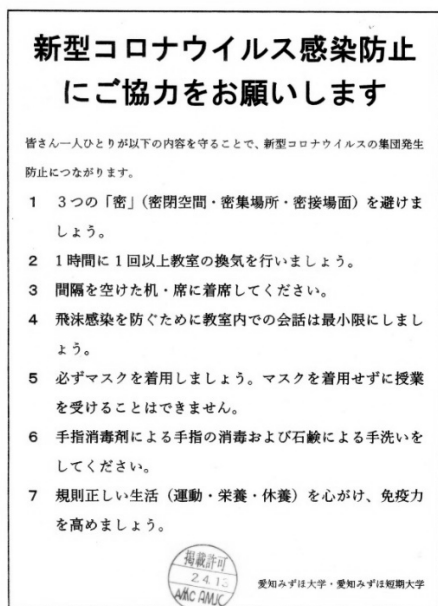 新型コロナウイルス感染防止
にご協力をお願いします
皆さん一人ひとりが以下の内容を守ることで、新型コロナウイルスの集団発生
防止につながります。
1 3つの「密」(密閉空間・密集場所・密接場面)を避けま
しょう。
2 1時間に1回以上教室の換気を行いましょう。
3 間隔を空けた机・席に着席してください。
4 飛沫感染を防ぐために教室内での会話は最小限にしまし
ょう。
5 必ずマスクを着用しましょう。マスクを着用せずに授業
を受けることはできません。
6 手指消毒剤による手指の消毒および石鹸による手洗いを
してください。
7 規則正しい生活(運動・栄養・休養)を心がけ、免疫力
を高めましょう。
掲載許可
2.4.13
AMC AMJC
愛知みずほ大学・愛知みずほ短期大学